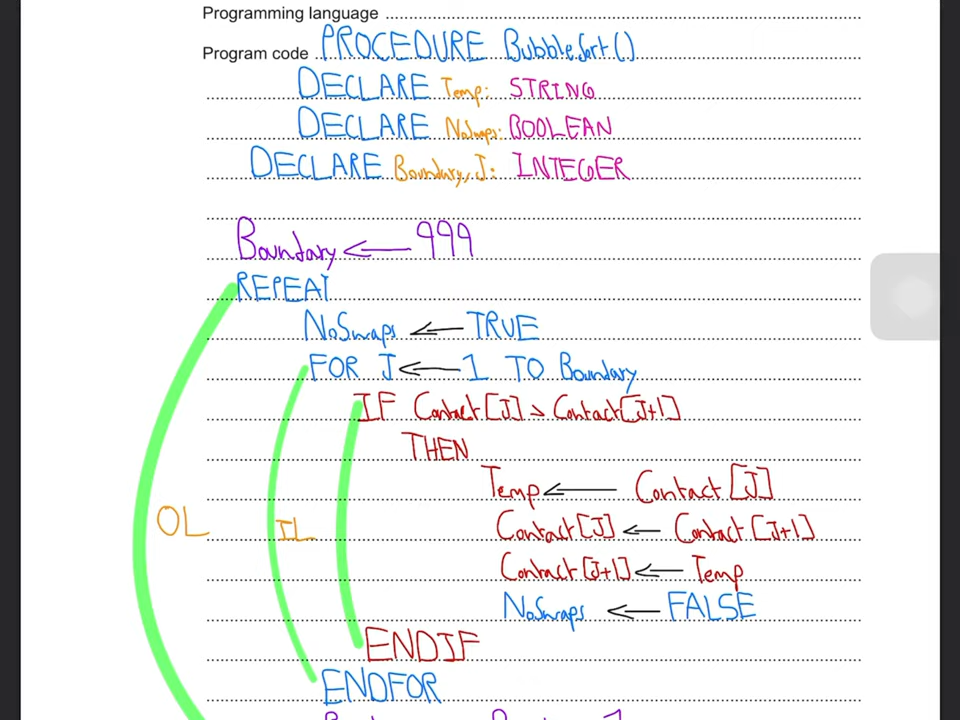 Programming language
Program code PROCEDURE BubbleSort()
DECLARE Temp: STRING
DECLARE NoSwaps: BOOLEAN
DECLARE Boundary, J: INTEGER
Boundary ← 999
REPEAT
NoSwaps ← TRUE
FOR J ← 1 TO Boundary
IF Contact[J] > Contact[J+1]
THEN
Temp ← Contact[J]
OL IL Contact[J] ← Contact[J+1]
Contact[J+1] ← Temp
NoSwaps ← FALSE
ENDIF
ENDFOR